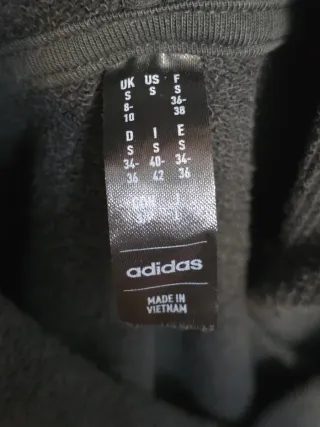 UK US F
S S S
8-10 36-38
D I E
S S S
34-36 40-42 34-36
adidas
MADE IN
VIETNAM